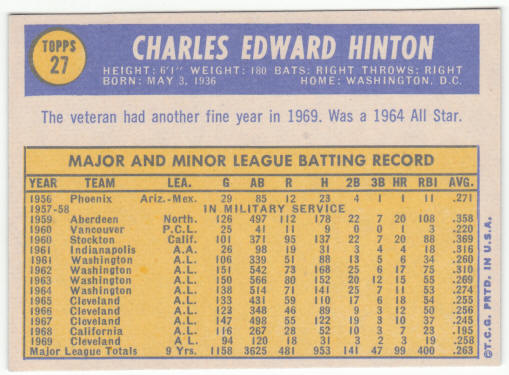 TOPPS
27
CHARLES EDWARD HINTON
HEIGHT: 6'1" WEIGHT: 180 BATS: RIGHT THROWS: RIGHT
BORN: MAY 3, 1936 HOME: WASHINGTON, D.C.
The veteran had another fine year in 1969. Was a 1964 All Star.
MAJOR AND MINOR LEAGUE BATTING RECORD
YEAR TEAM LEA. G AB R H 2B 3B HR RBI AVG.
1956 Phoenix Ariz.-Mex. 29 85 12 23 4 1 1 11 .271
1957-58 IN MILITARY SERVICE
1959 Aberdeen North. 126 497 112 178 22 7 20 108 .358
1960 Vancouver P.C.L. 25 41 11 9 0 0 1 3 .220
1960 Stockton Calif. 101 371 95 137 22 7 20 88 .369
1961 Indianapolis A.A. 26 98 19 31 3 4 4 18 .316
1961 Washington A.L. 106 339 51 88 13 5 6 34 .260
1962 Washington A.L. 151 542 73 168 25 6 17 75 .310
1963 Washington A.L. 150 566 80 152 20 12 15 55 .269
1964 Washington A.L. 138 514 71 141 25 7 11 53 .274
1965 Cleveland A.L. 133 431 59 110 17 6 18 54 .255
1966 Cleveland A.L. 123 348 46 89 9 3 12 50 .256
1967 Cleveland A.L. 147 498 55 122 19 3 10 37 .245
1968 California A.L. 116 267 28 52 10 3 7 23 .195
1969 Cleveland A L. 94 120 18 31 3 2 3 19 .258
Major League Totals 9 Yrs. 1158 3625 481 953 141 47 99 400 .263
©T.C.G. PRTD. IN U.S.A.